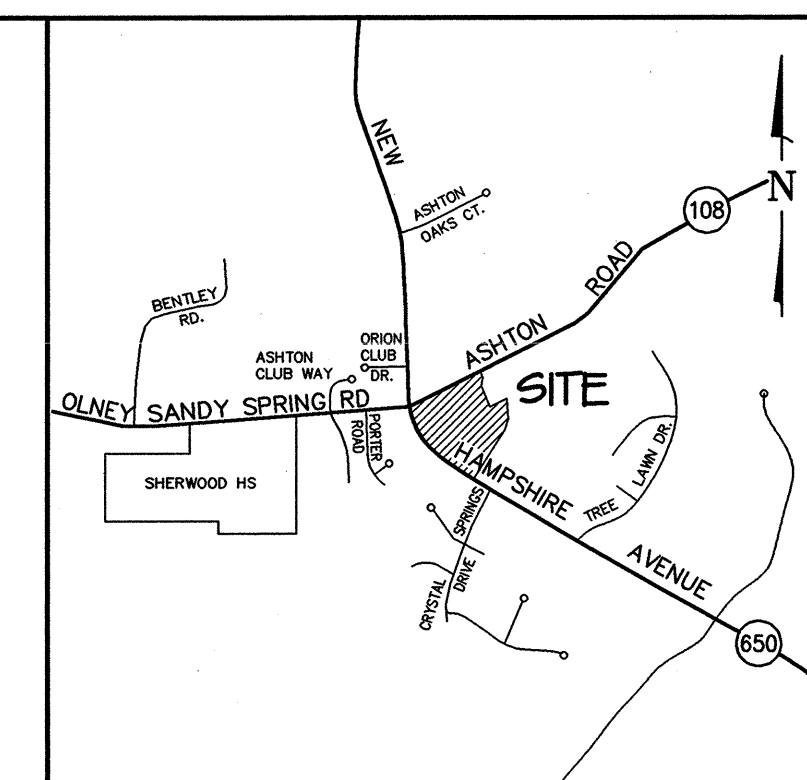 NEW
ASHTON
OAKS CT.
108
N
ROAD
ASHTON
BENTLEY
RD.
ORION
CLUB
DR.
ASHTON
CLUB WAY
SITE
OLNEY SANDY SPRING RD
PORTER
ROAD
SHERWOOD HS
HAMPSHIRE
AVENUE
TREE LAWN DR.
CRYSTAL
SPRINGS
DRIVE
650